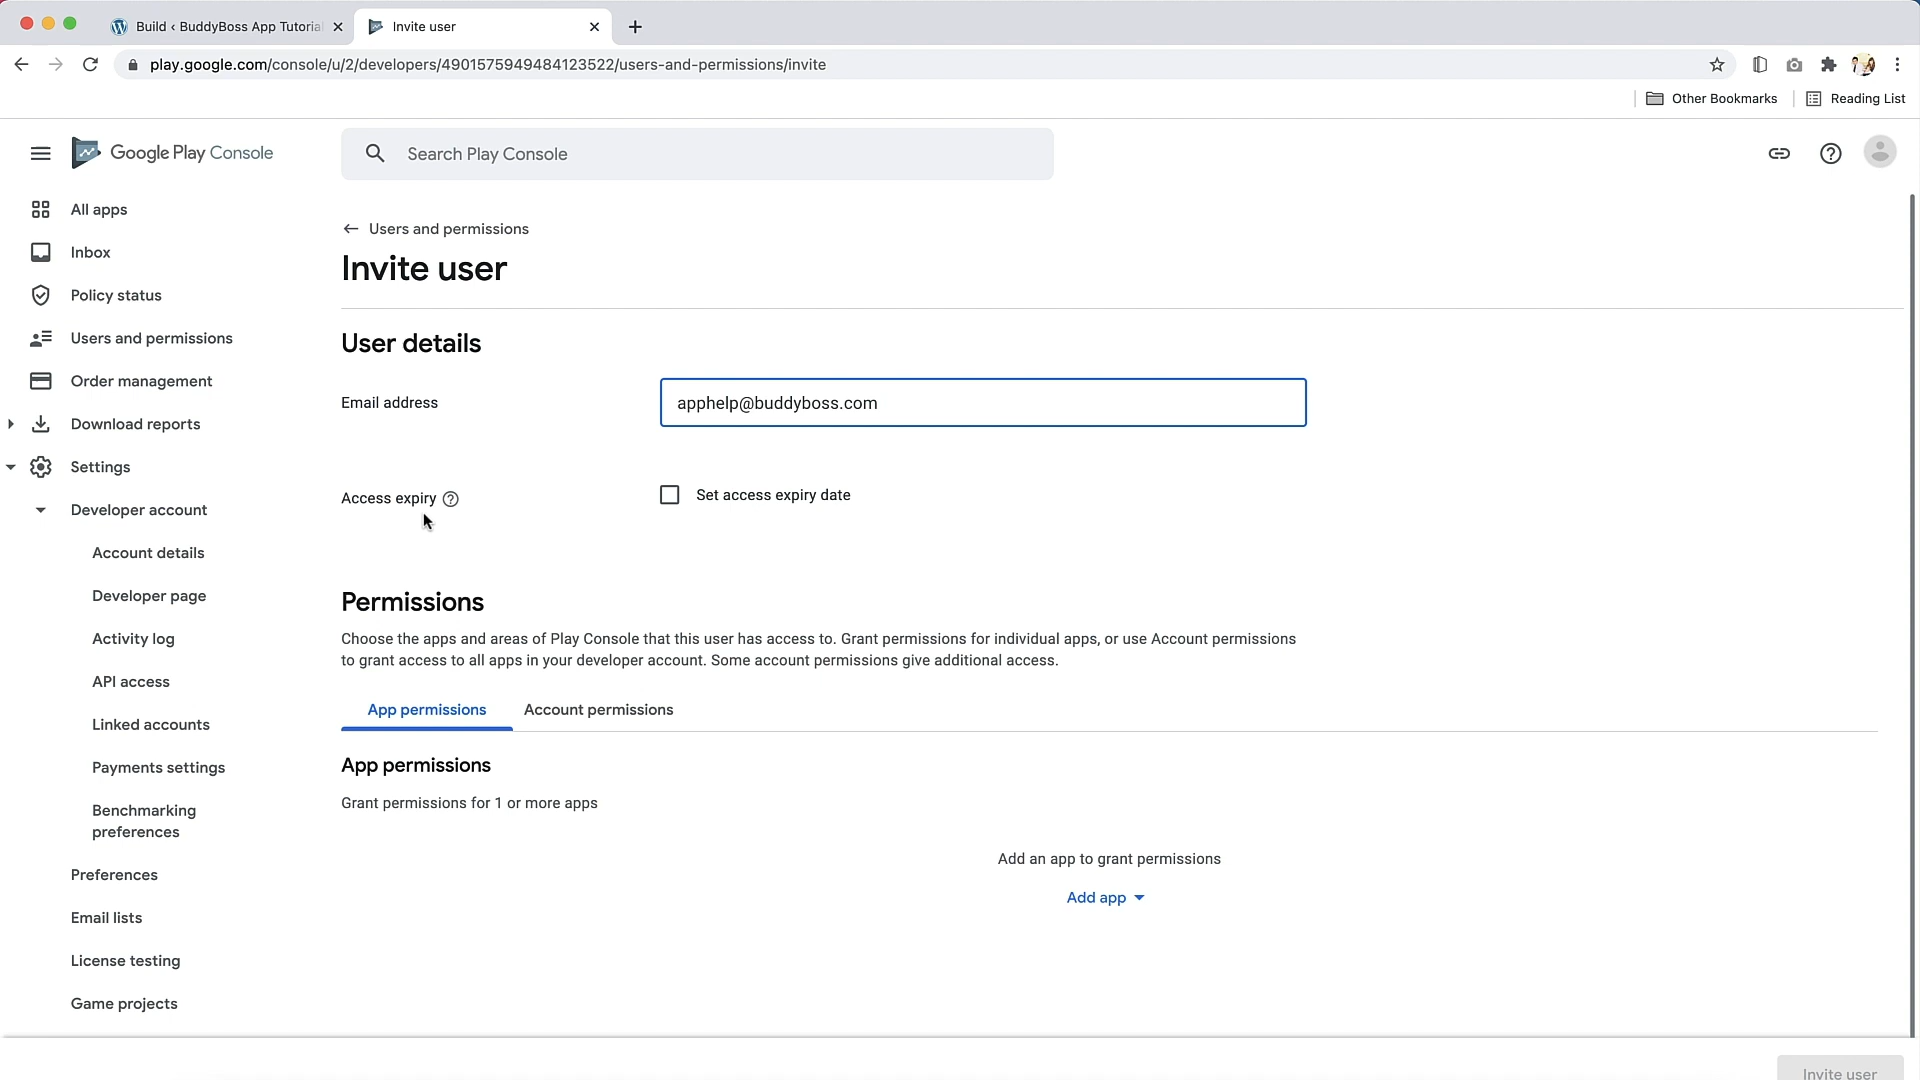 Build ‹ BuddyBoss App Tutoria
Invite user
play.google.com/console/u/2/developers/4901575949484123522/users-and-permissions/invite
Other Bookmarks
Reading List
Google Play Console
Search Play Console
All apps
Inbox
Policy status
Users and permissions
Order management
Download reports
Settings
Developer account
Account details
Developer page
Activity log
API access
Linked accounts
Payments settings
Benchmarking
preferences
Preferences
Email lists
License testing
Game projects
Users and permissions
Invite user
User details
Email address
apphelp@buddyboss.com
Access expiry
Set access expiry date
Permissions
Choose the apps and areas of Play Console that this user has access to. Grant permissions for individual apps, or use Account permissions
to grant access to all apps in your developer account. Some account permissions give additional access.
App permissions
Account permissions
App permissions
Grant permissions for 1 or more apps
Add an app to grant permissions
Add app
Invite user